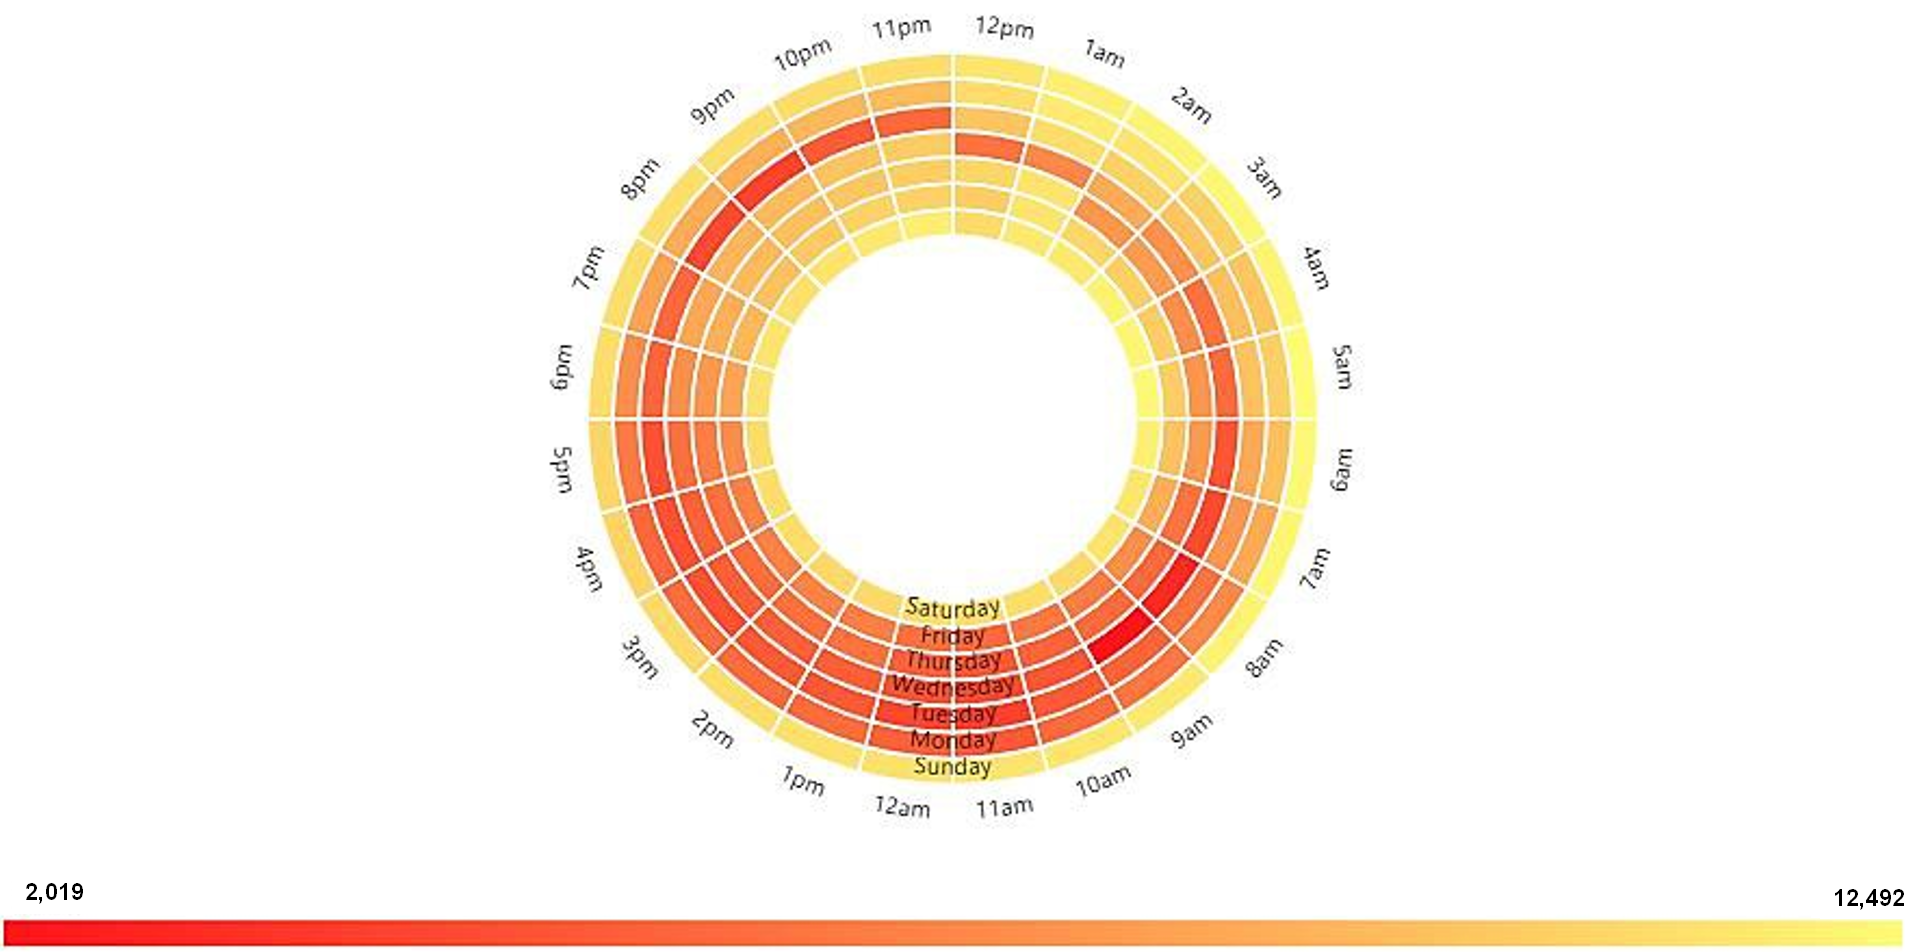 11pm
12pm
1am
2am
3am
4am
5am
6am
7am
8am
9am
10am
11am
12am
1pm
2pm
3pm
4pm
5pm
6pm
7pm
8pm
9pm
10pm
Saturday
Friday
Thursday
Wednesday
Tuesday
Monday
Sunday
2,019
12,492